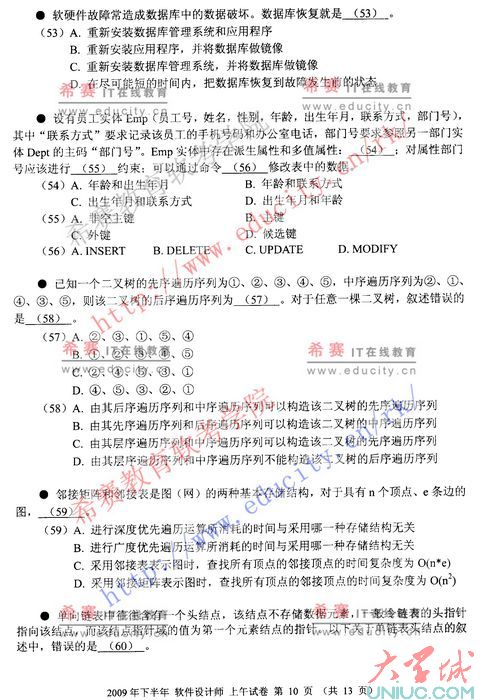 ● 软硬件故障常造成数据库中的数据破坏。数据库恢复就是 （53） 。
（53）A. 重新安装数据库管理系统和应用程序
B. 重新安装应用程序，并将数据库做镜像
C. 重新安装数据库管理系统，并将数据库做镜像
D. 在尽可能短的时间内，把数据库恢复到故障发生前的状态
希赛 IT在线教育
www.educity.cn
希赛 IT在线教育
www.educity.cn
● 设有员工实体 Emp（员工号，姓名，性别，年龄，出生年月，联系方式，部门号），
其中“联系方式”要求记录该员工的手机号码和办公室电话，部门号要求参照另一部门实
体 Dept 的主码“部门号”。Emp 实体中存在派生属性和多值属性： （54） ；对属性部门
号应该进行 （55） 约束；可以通过命令 （56） 修改表中的数据。
（54）A. 年龄和出生年月 B. 年龄和联系方式
C. 出生年月和联系方式 D. 出生年月和年龄
（55）A. 非空主键 B. 主键
C. 外键 D. 候选键
（56）A. INSERT B. DELETE C. UPDATE D. MODIFY
● 已知一个二叉树的先序遍历序列为①、②、③、④、⑤，中序遍历序列为②、①、
④、③、⑤，则该二叉树的后序遍历序列为 （57） 。对于任意一棵二叉树，叙述错误的
是 （58） 。
（57）A. ②、③、①、⑤、④
B. ①、②、③、④、⑤
C. ②、④、⑤、③、①
D. ④、⑤、③、②、①
希赛 IT在线教育
www.educity.cn
希赛 IT在线教育
www.educity.cn
（58）A. 由其后序遍历序列和中序遍历序列可以构造该二叉树的先序遍历序列
B. 由其先序遍历序列和后序遍历序列可以构造该二叉树的中序遍历序列
C. 由其层序遍历序列和中序遍历序列可以构造该二叉树的先序遍历序列
D. 由其层序遍历序列和中序遍历序列不能构造该二叉树的后序遍历序列
● 邻接矩阵和邻接表是图（网）的两种基本存储结构，对于具有 n 个顶点、e 条边的
图， （59） 。
（59）A. 进行深度优先遍历运算所消耗的时间与采用哪一种存储结构无关
B. 进行广度优先遍历运算所消耗的时间与采用哪一种存储结构无关
C. 采用邻接表表示图时，查找所有顶点的邻接顶点的时间复杂度为 O(n*e)
D. 采用邻接矩阵表示图时，查找所有顶点的邻接顶点的时间复杂度为 O(n²)
● 单向链表中往往含有一个头结点，该结点不存储数据元素，一般令链表的头指针
指向该结点，而该结点指针域的值为第一个元素结点的指针。以下关于单链表头结点的叙
述中，错误的是 （60） 。
2009 年下半年 软件设计师 上午试卷 第 10 页 （共 13 页）
希赛教育软考学院
http://www.educity.cn/rk/
大学城
UNIUC.COM